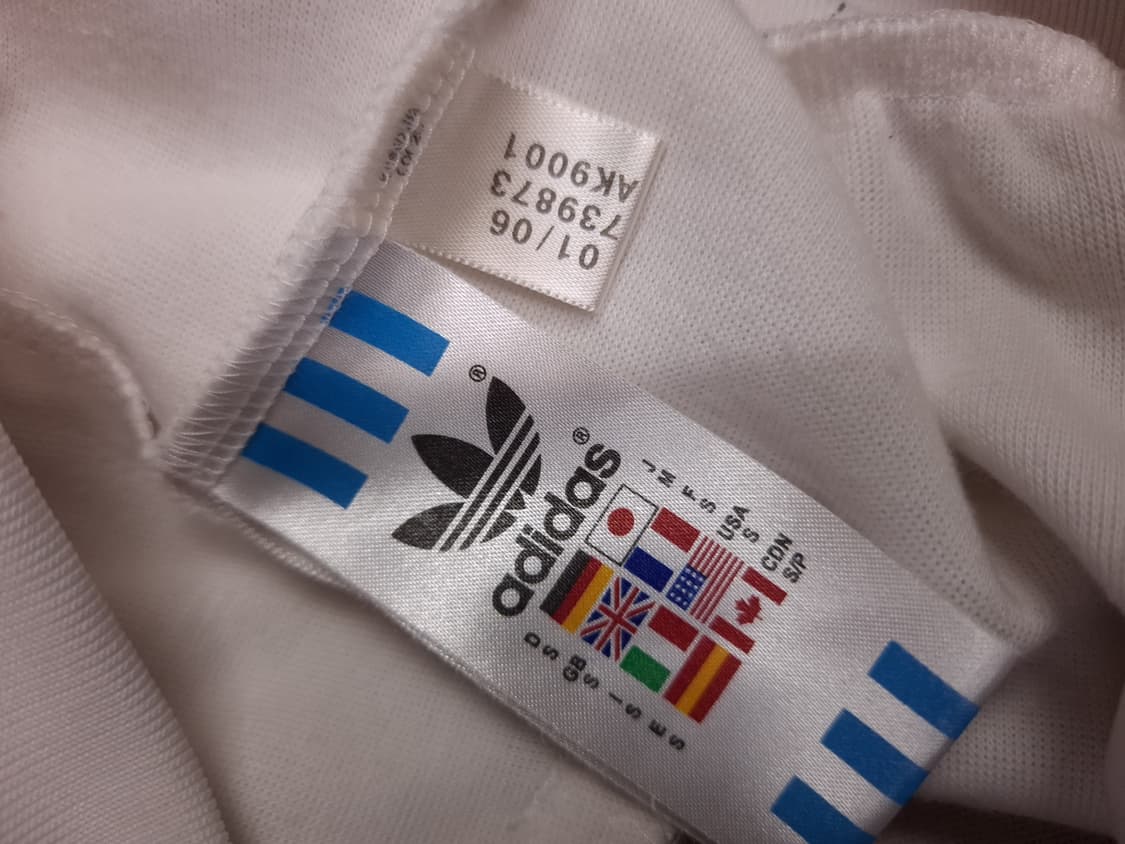 01/06
739873
AK9001
®
adidas®
J
M
F
S
USA
S
CDN
S/P
D
S
GB
S
I
S
E
S